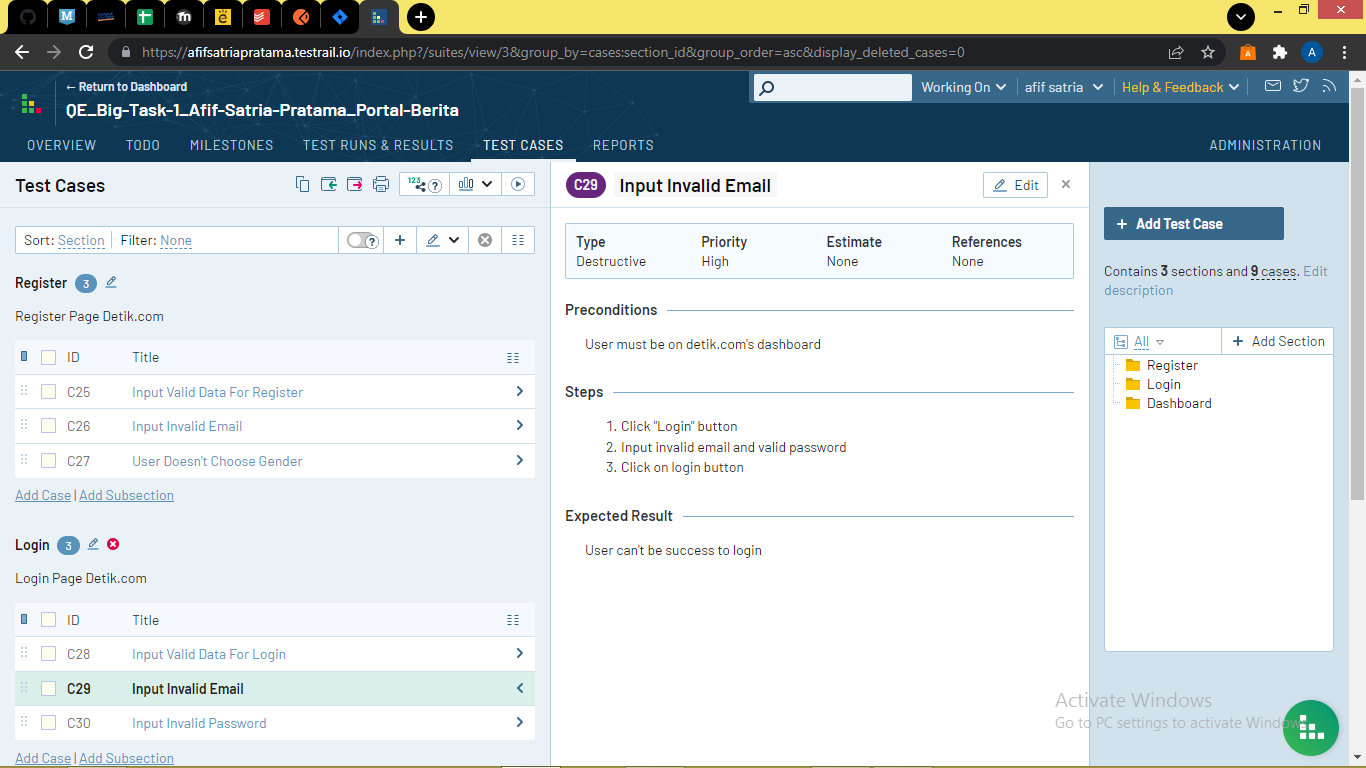 https://afifsatriapratama.testrail.io/index.php?/suites/view/3&group_by=cases:section_id&group_order=asc&display_deleted_cases=0
A
← Return to Dashboard
QE_Big-Task-1_Afif-Satria-Pratama_Portal-Berita
Working On
afif satria
Help & Feedback
OVERVIEW
TODO
MILESTONES
TEST RUNS & RESULTS
TEST CASES
REPORTS
ADMINISTRATION
Test Cases
123
?
Sort: Section
Filter: None
?
Register 3
Register Page Detik.com
ID Title
C25 Input Valid Data For Register
C26 Input Invalid Email
C27 User Doesn't Choose Gender
Add Case | Add Subsection
Login 3
Login Page Detik.com
ID Title
C28 Input Valid Data For Login
C29 Input Invalid Email
C30 Input Invalid Password
Add Case | Add Subsection
C29 Input Invalid Email
Edit
Type Priority Estimate References
Destructive High None None
Preconditions
User must be on detik.com's dashboard
Steps
1. Click "Login" button
2. Input invalid email and valid password
3. Click on login button
Expected Result
User can't be success to login
+ Add Test Case
Contains 3 sections and 9 cases. Edit
description
All
+ Add Section
Register
Login
Dashboard
Activate Windows
Go to PC settings to activate Windows.